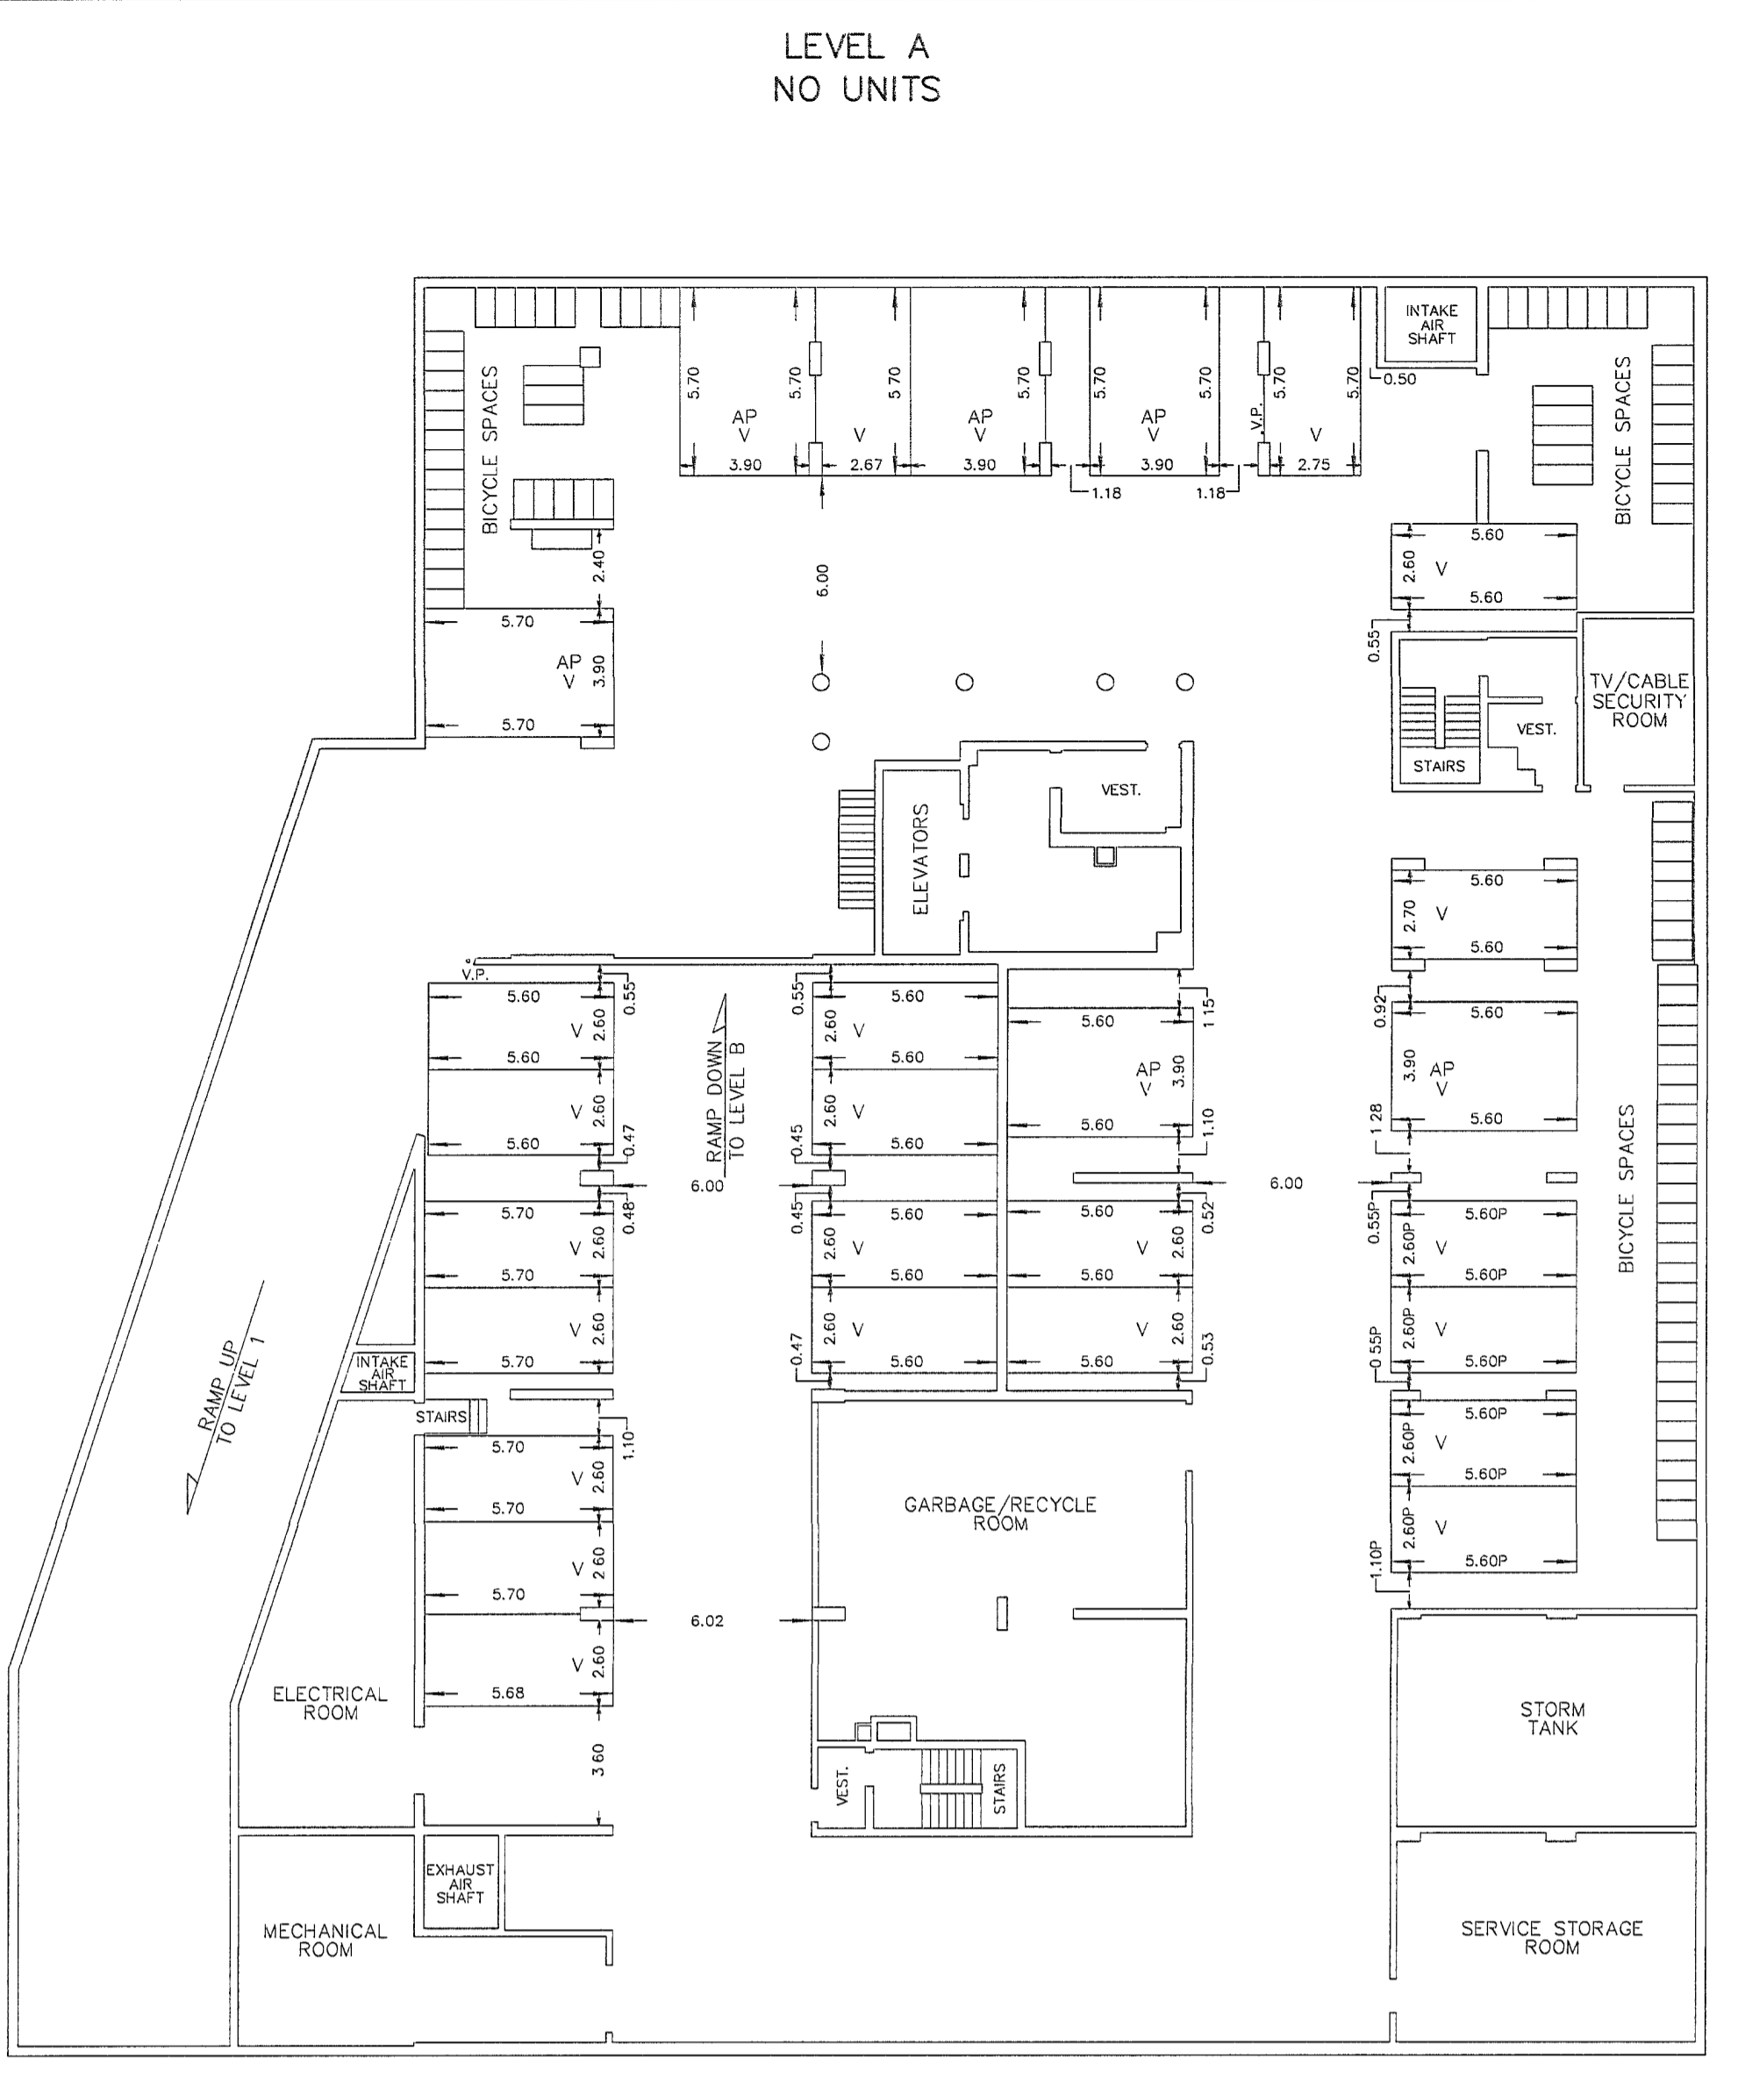 LEVEL A
NO UNITS
INTAKE
AIR
SHAFT
BICYCLE SPACES
5.70
5.70
5.70
5.70
5.70
5.70
5.70
5.70
0.50
BICYCLE SPACES
AP
V
V
AP
V
AP
V
V.P.
V
3.90
2.67
3.90
3.90
2.75
1.18
1.18
2.40
6.00
5.60
2.60
V
5.60
0.55
5.70
AP
V
3.90
5.70
TV/CABLE
SECURITY
ROOM
VEST.
STAIRS
VEST.
ELEVATORS
5.60
2.70
V
5.60
0.92
V.P.
0.55
0.55
1.15
5.60
V
2.60
5.60
V
2.60
5.60
0.47
RAMP DOWN
TO LEVEL B
5.60
2.60
V
5.60
2.60
V
5.60
0.45
5.60
AP
V
3.90
5.60
1.10
5.60
3.90
AP
V
5.60
1.28
BICYCLE SPACES
6.00
6.00
0.48
0.45
0.52
0.55P
5.70
V
2.60
5.70
V
2.60
5.70
5.60
2.60
V
5.60
2.60
V
5.60
0.47
5.60
V
2.60
5.60
V
2.60
5.60
0.53
5.60P
2.60P
V
5.60P
2.60P
V
5.60P
0.55P
RAMP UP
TO LEVEL 1
INTAKE
AIR
SHAFT
STAIRS
1.10
5.70
V
2.60
5.70
V
2.60
5.70
V
2.60
5.68
6.02
GARBAGE/RECYCLE
ROOM
5.60P
2.60P
V
5.60P
2.60P
V
5.60P
1.10P
ELECTRICAL
ROOM
3.60
VEST.
STAIRS
STORM
TANK
EXHAUST
AIR
SHAFT
MECHANICAL
ROOM
SERVICE STORAGE
ROOM